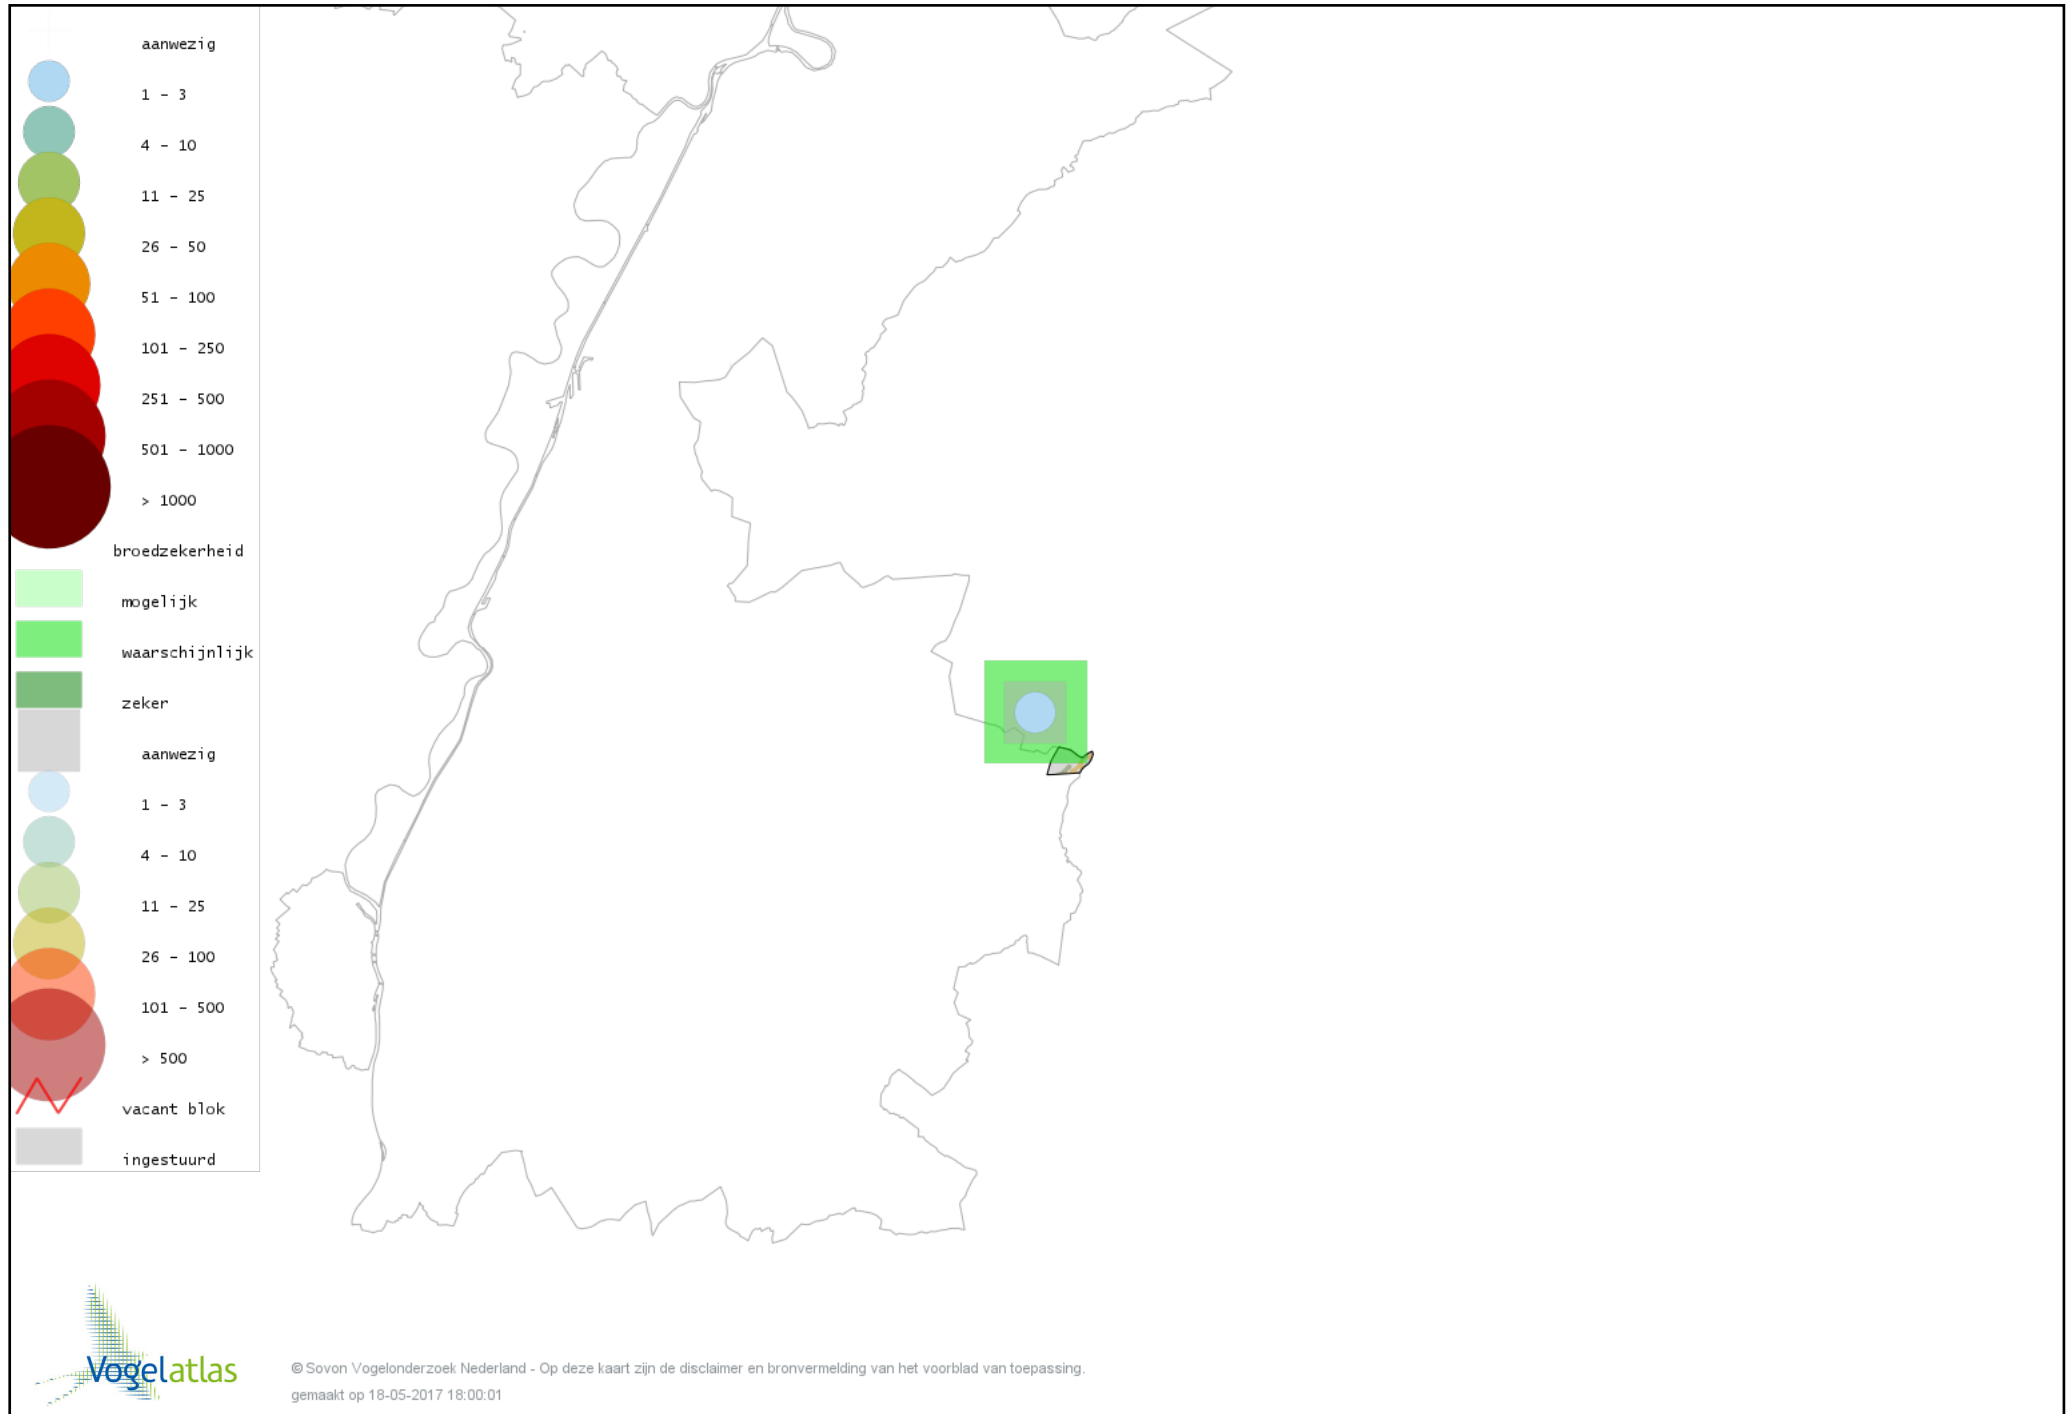 aanwezig
1 - 3
4 - 10
11 - 25
26 - 50
51 - 100
101 - 250
251 - 500
501 - 1000
> 1000
broedzekerheid
mogelijk
waarschijnlijk
zeker
aanwezig
1 - 3
4 - 10
11 - 25
26 - 100
101 - 500
> 500
vacant blok
ingestuurd
Vogelatlas
© Sovon Vogelonderzoek Nederland - Op deze kaart zijn de disclaimer en bronvermelding van het voorblad van toepassing.
gemaakt op 18-05-2017 18:00:01